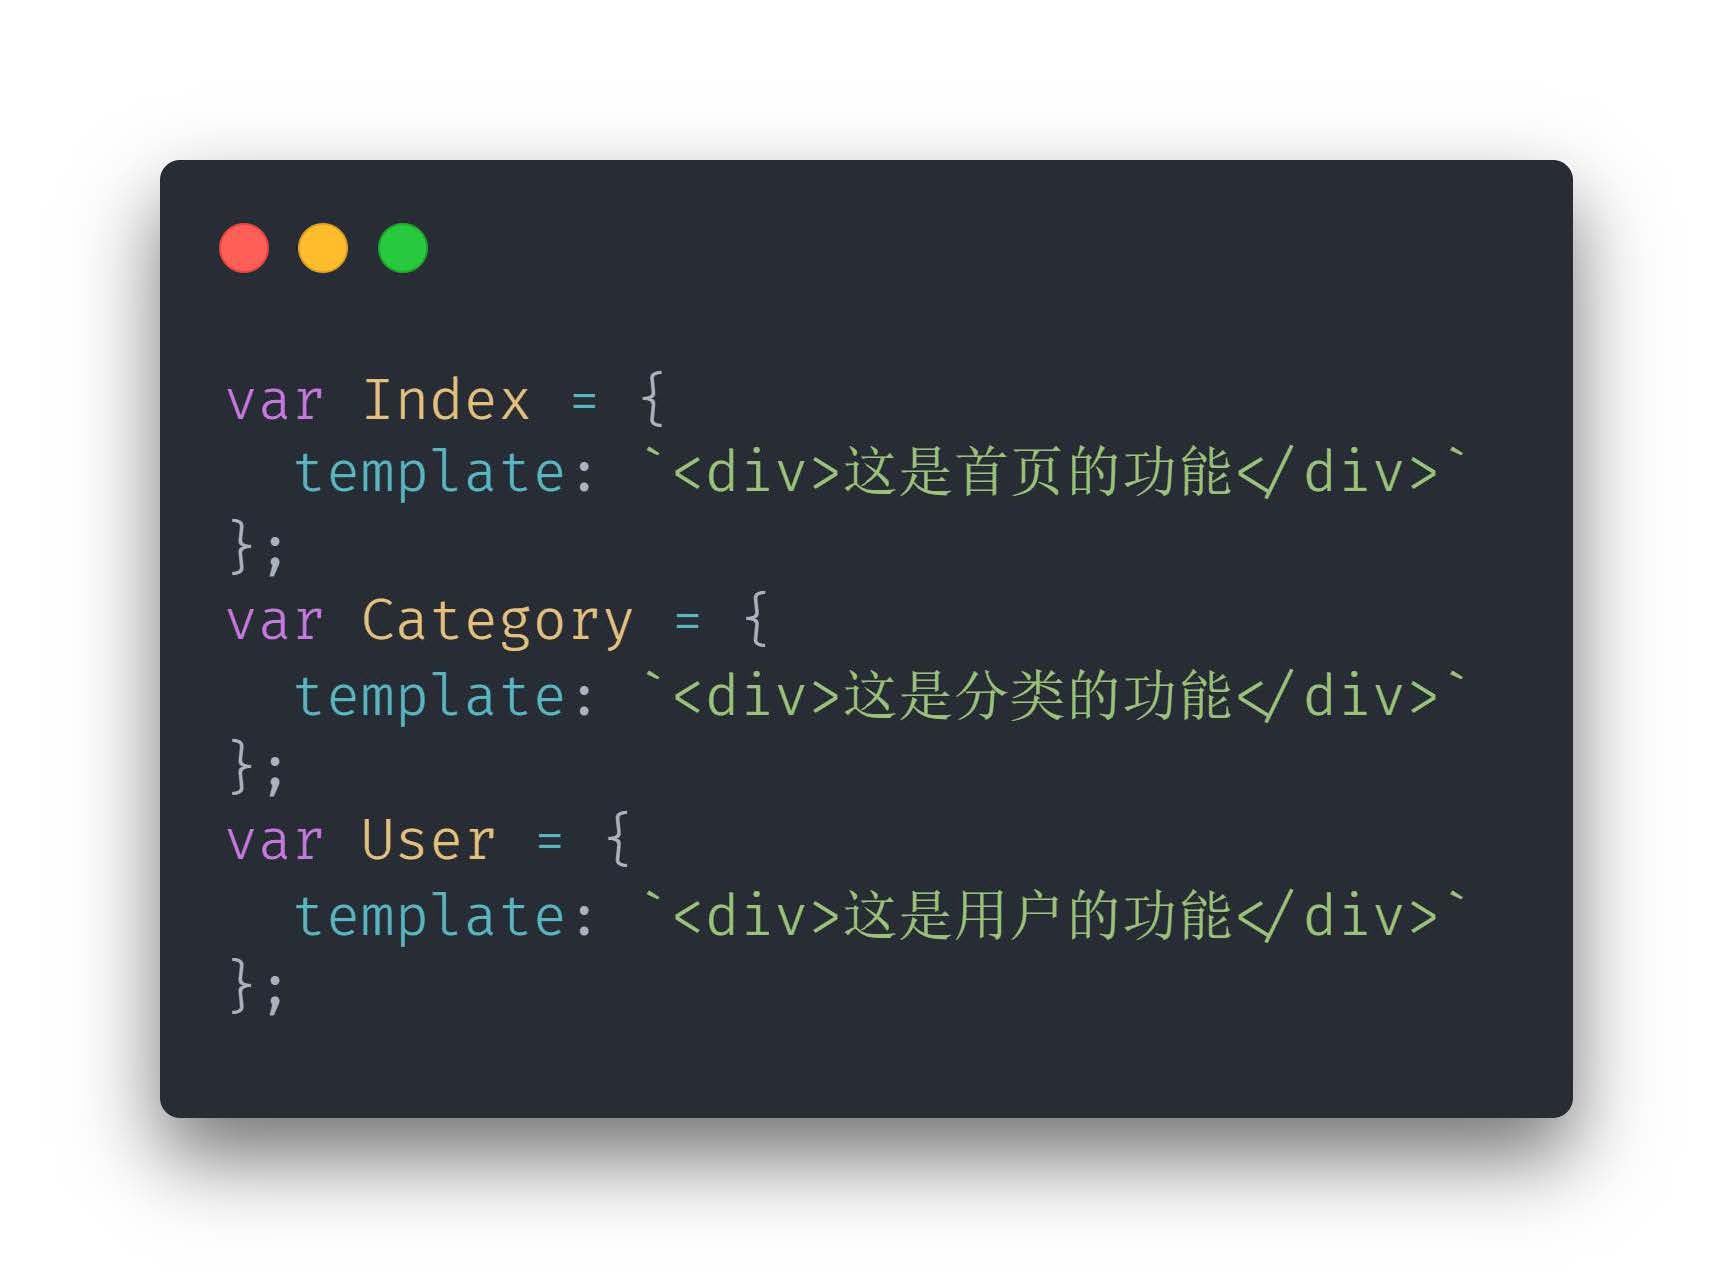 var Index = {
  template: `<div>这是首页的功能</div>`
};
var Category = {
  template: `<div>这是分类的功能</div>`
};
var User = {
  template: `<div>这是用户的功能</div>`
};